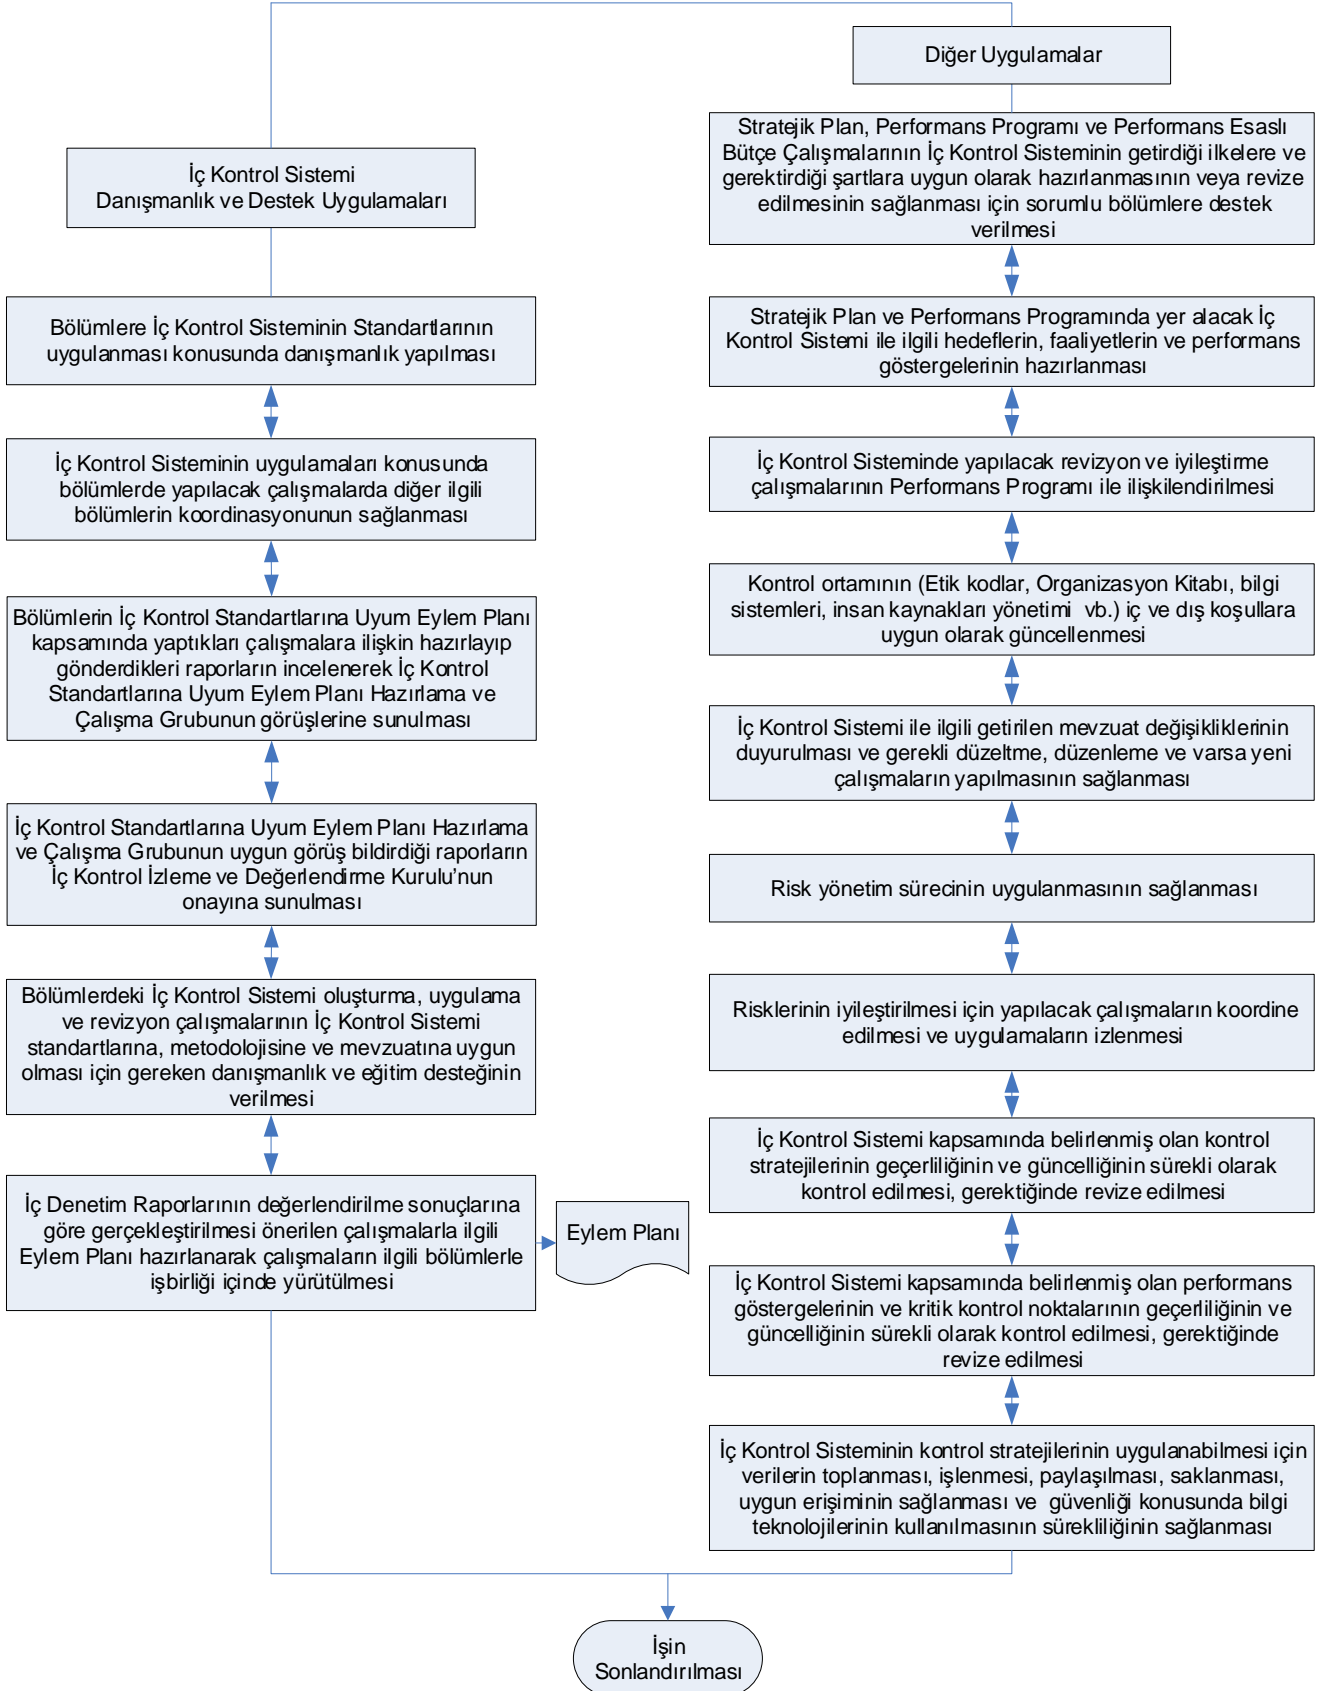 İç Kontrol Sistemi
Danışmanlık ve Destek Uygulamaları
Bölümlere İç Kontrol Sisteminin Standartlarının
uygulanması konusunda danışmanlık yapılması
İç Kontrol Sisteminin uygulamaları konusunda
bölümlerde yapılacak çalışmalarda diğer ilgili
bölümlerin koordinasyonunun sağlanması
Bölümlerin İç Kontrol Standartlarına Uyum Eylem Planı
kapsamında yaptıkları çalışmalara ilişkin hazırlayıp
gönderdikleri raporların incelenerek İç Kontrol
Standartlarına Uyum Eylem Planı Hazırlama ve
Çalışma Grubunun görüşlerine sunulması
İç Kontrol Standartlarına Uyum Eylem Planı Hazırlama
ve Çalışma Grubunun uygun görüş bildirdiği raporların
İç Kontrol İzleme ve Değerlendirme Kurulu’nun
onayına sunulması
Bölümlerdeki İç Kontrol Sistemi oluşturma, uygulama
ve revizyon çalışmalarının İç Kontrol Sistemi
standartlarına, metodolojisine ve mevzuatına uygun
olması için gereken danışmanlık ve eğitim desteğinin
verilmesi
İç Denetim Raporlarının değerlendirilme sonuçlarına
göre gerçekleştirilmesi önerilen çalışmalarla ilgili
Eylem Planı hazırlanarak çalışmaların ilgili bölümlerle
işbirliği içinde yürütülmesi
Eylem Planı
Diğer Uygulamalar
Stratejik Plan, Performans Programı ve Performans Esaslı
Bütçe Çalışmalarının İç Kontrol Sisteminin getirdiği ilkelere ve
gerektirdiği şartlara uygun olarak hazırlanmasının veya revize
edilmesinin sağlanması için sorumlu bölümlere destek
verilmesi
Stratejik Plan ve Performans Programında yer alacak İç
Kontrol Sistemi ile ilgili hedeflerin, faaliyetlerin ve performans
göstergelerinin hazırlanması
İç Kontrol Sisteminde yapılacak revizyon ve iyileştirme
çalışmalarının Performans Programı ile ilişkilendirilmesi
Kontrol ortamının (Etik kodlar, Organizasyon Kitabı, bilgi
sistemleri, insan kaynakları yönetimi vb.) iç ve dış koşullara
uygun olarak güncellenmesi
İç Kontrol Sistemi ile ilgili getirilen mevzuat değişikliklerinin
duyurulması ve gerekli düzeltme, düzenleme ve varsa yeni
çalışmaların yapılmasının sağlanması
Risk yönetim sürecinin uygulanmasının sağlanması
Risklerinin iyileştirilmesi için yapılacak çalışmaların koordine
edilmesi ve uygulamaların izlenmesi
İç Kontrol Sistemi kapsamında belirlenmiş olan kontrol
stratejilerinin geçerliliğinin ve güncelliğinin sürekli olarak
kontrol edilmesi, gerektiğinde revize edilmesi
İç Kontrol Sistemi kapsamında belirlenmiş olan performans
göstergelerinin ve kritik kontrol noktalarının geçerliliğinin ve
güncelliğinin sürekli olarak kontrol edilmesi, gerektiğinde
revize edilmesi
İç Kontrol Sisteminin kontrol stratejilerinin uygulanabilmesi için
verilerin toplanması, işlenmesi, paylaşılması, saklanması,
uygun erişiminin sağlanması ve güvenliği konusunda bilgi
teknolojilerinin kullanılmasının sürekliliğinin sağlanması
İşin
Sonlandırılması